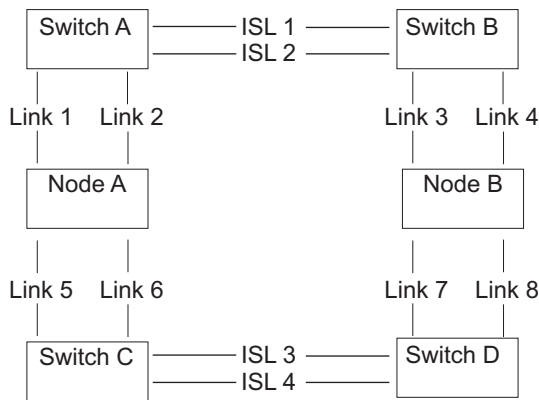 Switch A
ISL 1
Switch B
ISL 2
Link 1
Link 2
Link 3
Link 4
Node A
Node B
Link 5
Link 6
Link 7
Link 8
Switch C
ISL 3
Switch D
ISL 4